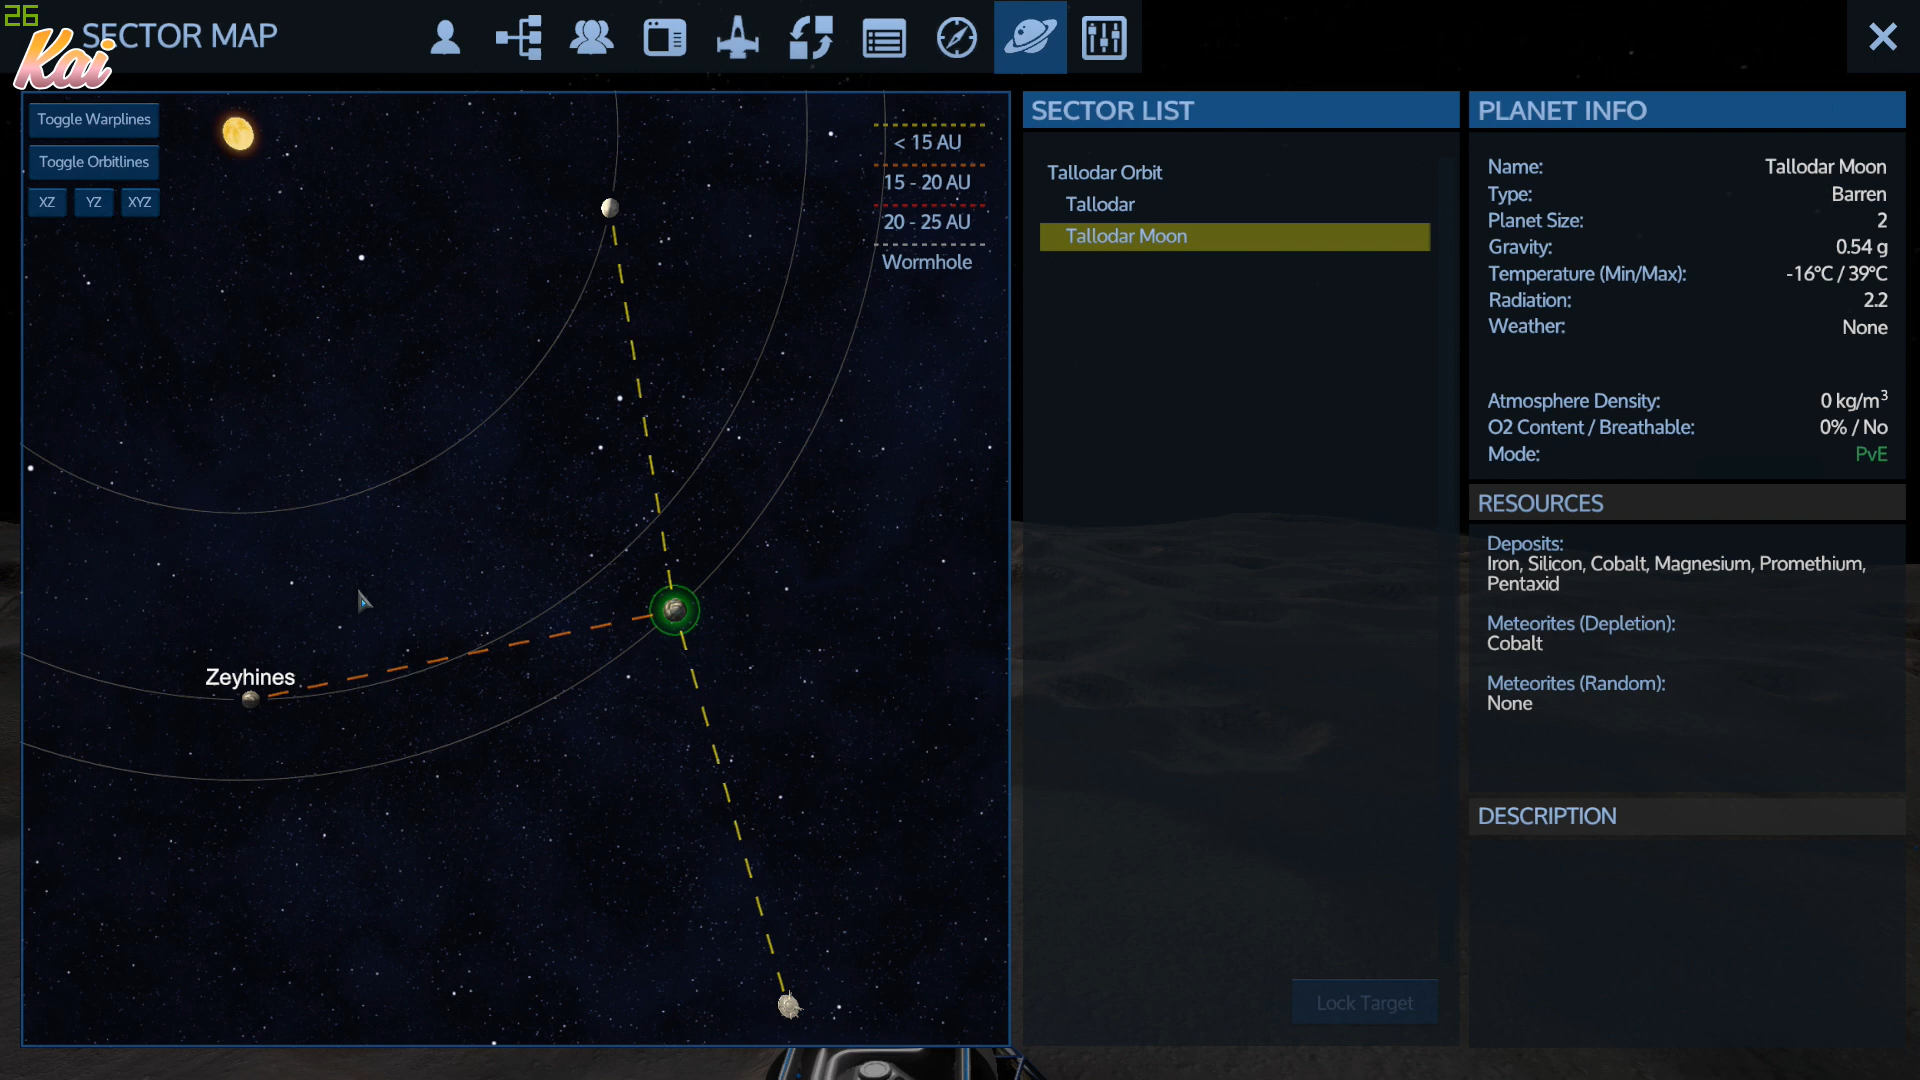 26
Kai
SECTOR MAP
Toggle Warplines
Toggle Orbitlines
XZ
YZ
XYZ
< 15 AU
15 - 20 AU
20 - 25 AU
Wormhole
Zeyhines
SECTOR LIST
Tallodar Orbit
Tallodar
Tallodar Moon
Lock Target
PLANET INFO
Name: Tallodar Moon
Type: Barren
Planet Size: 2
Gravity: 0.54 g
Temperature (Min/Max): -16°C / 39°C
Radiation: 2.2
Weather: None
Atmosphere Density: 0 kg/m³
O2 Content / Breathable: 0% / No
Mode: PvE
RESOURCES
Deposits:
Iron, Silicon, Cobalt, Magnesium, Promethium,
Pentaxid
Meteorites (Depletion):
Cobalt
Meteorites (Random):
None
DESCRIPTION